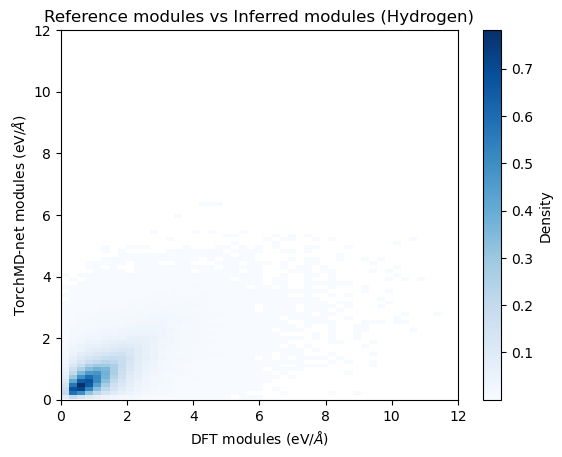 Reference modules vs Inferred modules (Hydrogen)
12
10
8
6
4
2
0
TorchMD-net modules (eV/Å)
0 2 4 6 8 10 12
DFT modules (eV/Å)
0.7
0.6
0.5
0.4
0.3
0.2
0.1
Density